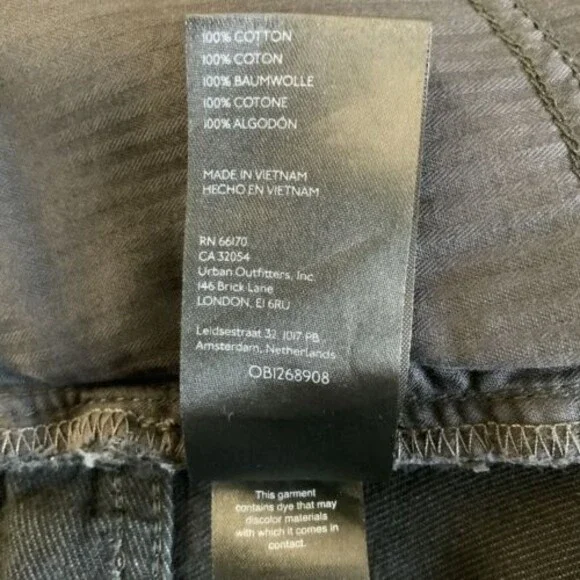 100% COTTON
100% COTON
100% BAUMWOLLE
100% COTONE
100% ALGODÓN
MADE IN VIETNAM
HECHO EN VIETNAM
RN 66170
CA 32054
Urban Outfitters, Inc.
146 Brick Lane
LONDON, E1 6RU
Leidsestraat 32, 1017 PB
Amsterdam, Netherlands
OB1268908
This garment
contains dye that may
discolor materials
with which it comes in
contact.